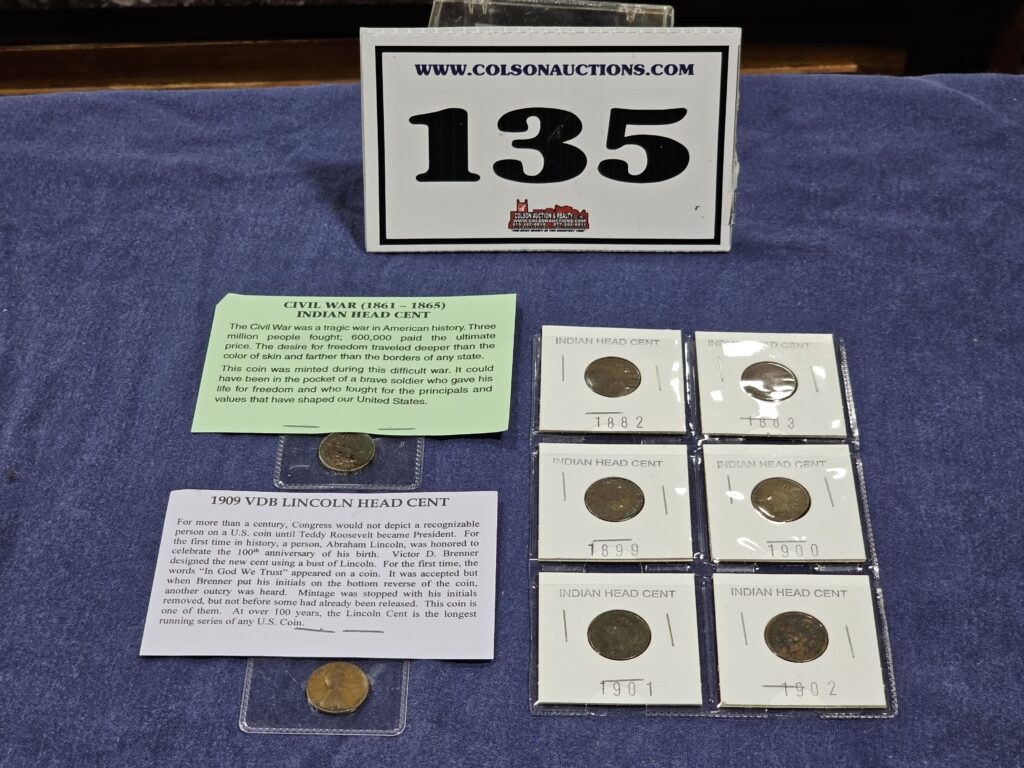 WWW.COLSONAUCTIONS.COM
135
COLSON AUCTION & REALTY
WWW.COLSONAUCTIONS.COM
CIVIL WAR (1861 – 1865)
INDIAN HEAD CENT
The Civil War was a tragic war in American history. Three
million people fought; 600,000 paid the ultimate
price. The desire for freedom traveled deeper than the
color of skin and farther than the borders of any state.
This coin was minted during this difficult war. It could
have been in the pocket of a brave soldier who gave his
life for freedom and who fought for the principals and
values that have shaped our United States.
1909 VDB LINCOLN HEAD CENT
For more than a century, Congress would not depict a recognizable
person on a U.S. coin until Teddy Roosevelt became President. For
the first time in history, a person, Abraham Lincoln, was honored to
celebrate the 100th anniversary of his birth. Victor D. Brenner
designed the new cent using a bust of Lincoln. For the first time, the
words "In God We Trust" appeared on a coin. It was accepted but
when Brenner put his initials on the bottom reverse of the coin,
another outcry was heard. Mintage was stopped with his initials
removed, but not before some had already been released. This coin is
one of them. At over 100 years, the Lincoln Cent is the longest
running series of any U.S. Coin.
INDIAN HEAD CENT
1882
INDIAN HEAD CENT
1883
INDIAN HEAD CENT
1899
INDIAN HEAD CENT
1900
INDIAN HEAD CENT
1901
INDIAN HEAD CENT
1902